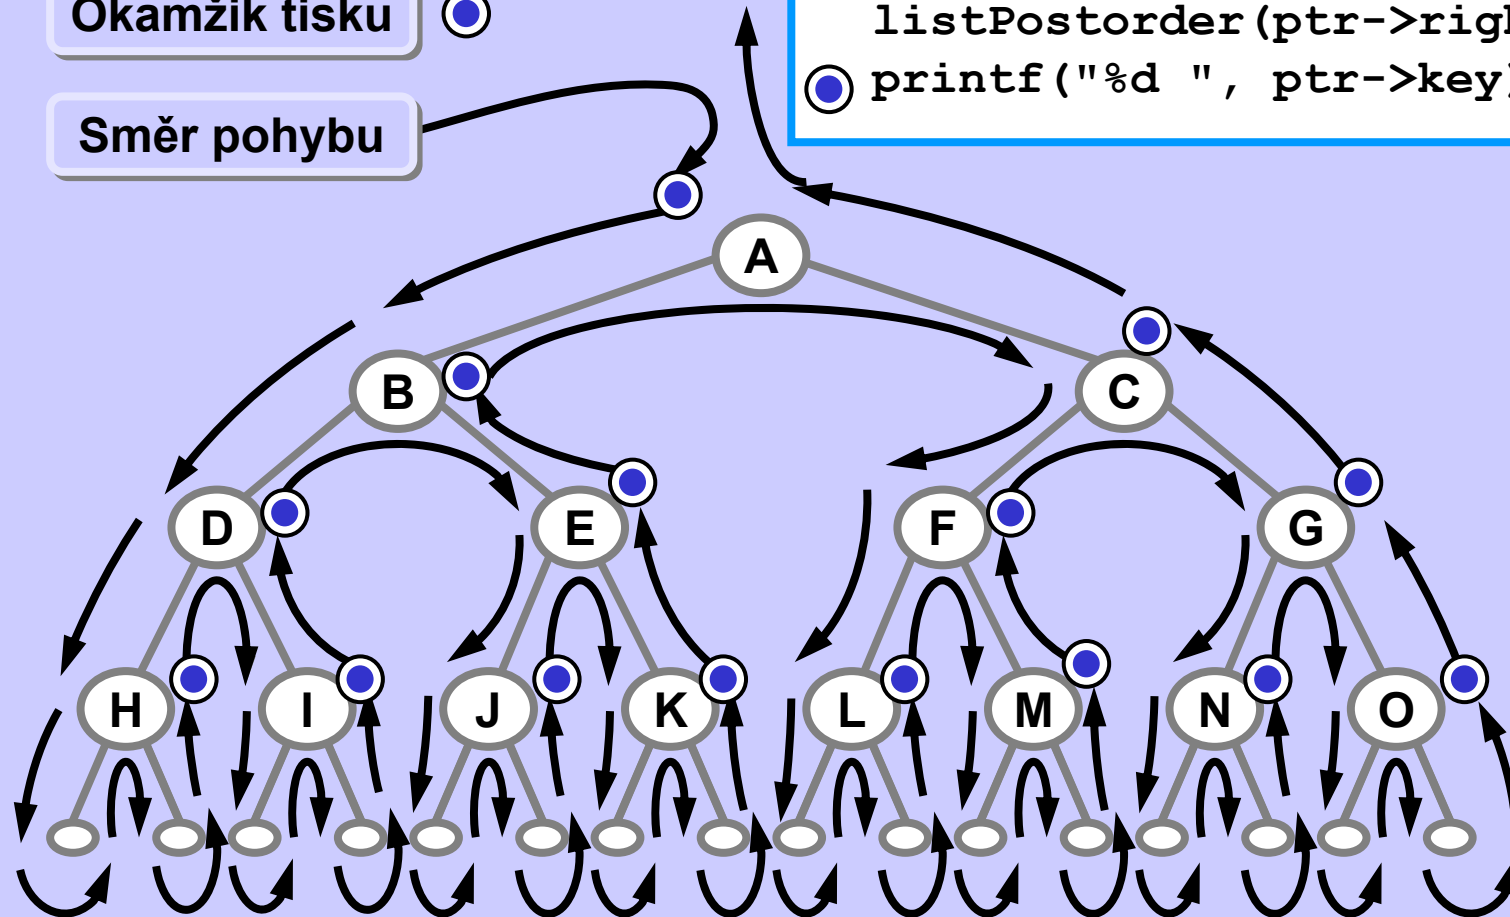 Okamžik tisku
listPostorder(ptr->righ
printf("%d ", ptr->key)
Směr pohybu
A
B
C
D
E
F
G
H
I
J
K
L
M
N
O